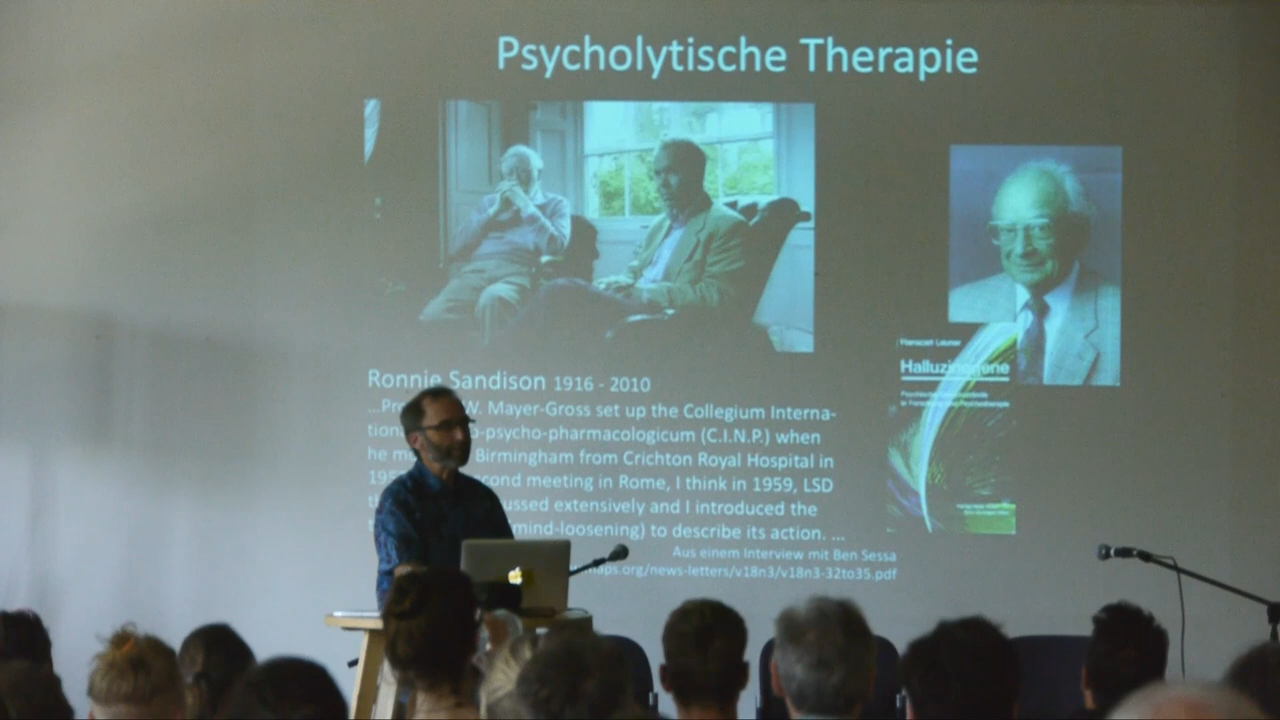 Psycholytische Therapie
Ronnie Sandison 1916 - 2010
W. Mayer-Gross set up the Collegium Interna-
psycho-pharmacologicum (C.I.N.P.) when
he Birmingham from Crichton Royal Hospital in
second meeting in Rome, I think in 1959, LSD
extensively and I introduced the
mind-loosening) to describe its action. ...
Aus einem Interview mit Ben Sessa
maps.org/news-letters/v18n3/v18n3-32to35.pdf
Hanscarl Leuner
Halluzinogene